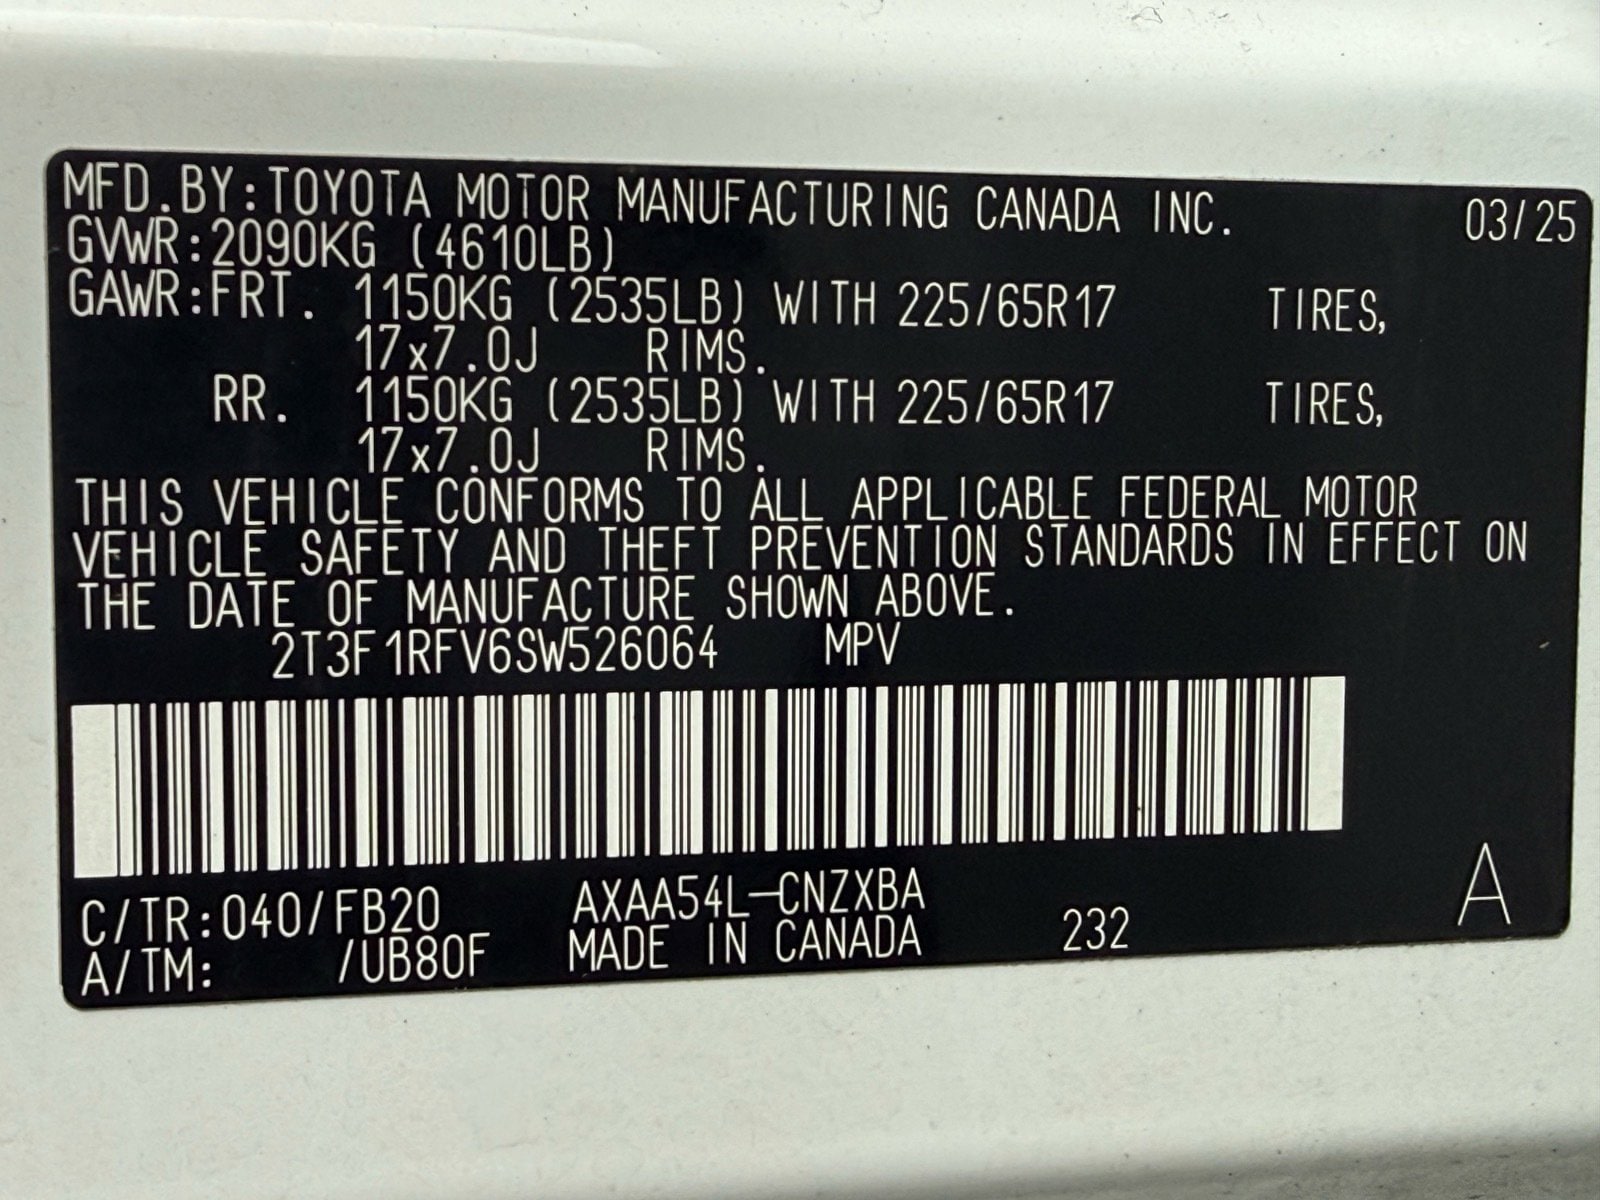 MFD.BY:TOYOTA MOTOR MANUFACTURING CANADA INC. 03/25
GVWR:2090KG (4610LB)
GAWR:FRT. 1150KG (2535LB) WITH 225/65R17 TIRES,
17x7.0J RIMS.
RR. 1150KG (2535LB) WITH 225/65R17 TIRES,
17x7.0J RIMS.
THIS VEHICLE CONFORMS TO ALL APPLICABLE FEDERAL MOTOR
VEHICLE SAFETY AND THEFT PREVENTION STANDARDS IN EFFECT ON
THE DATE OF MANUFACTURE SHOWN ABOVE.
2T3F1RFV6SW526064 MPV
C/TR:040/FB20 AXAA54L-CNZXBA A
A/TM: /UB80F MADE IN CANADA 232